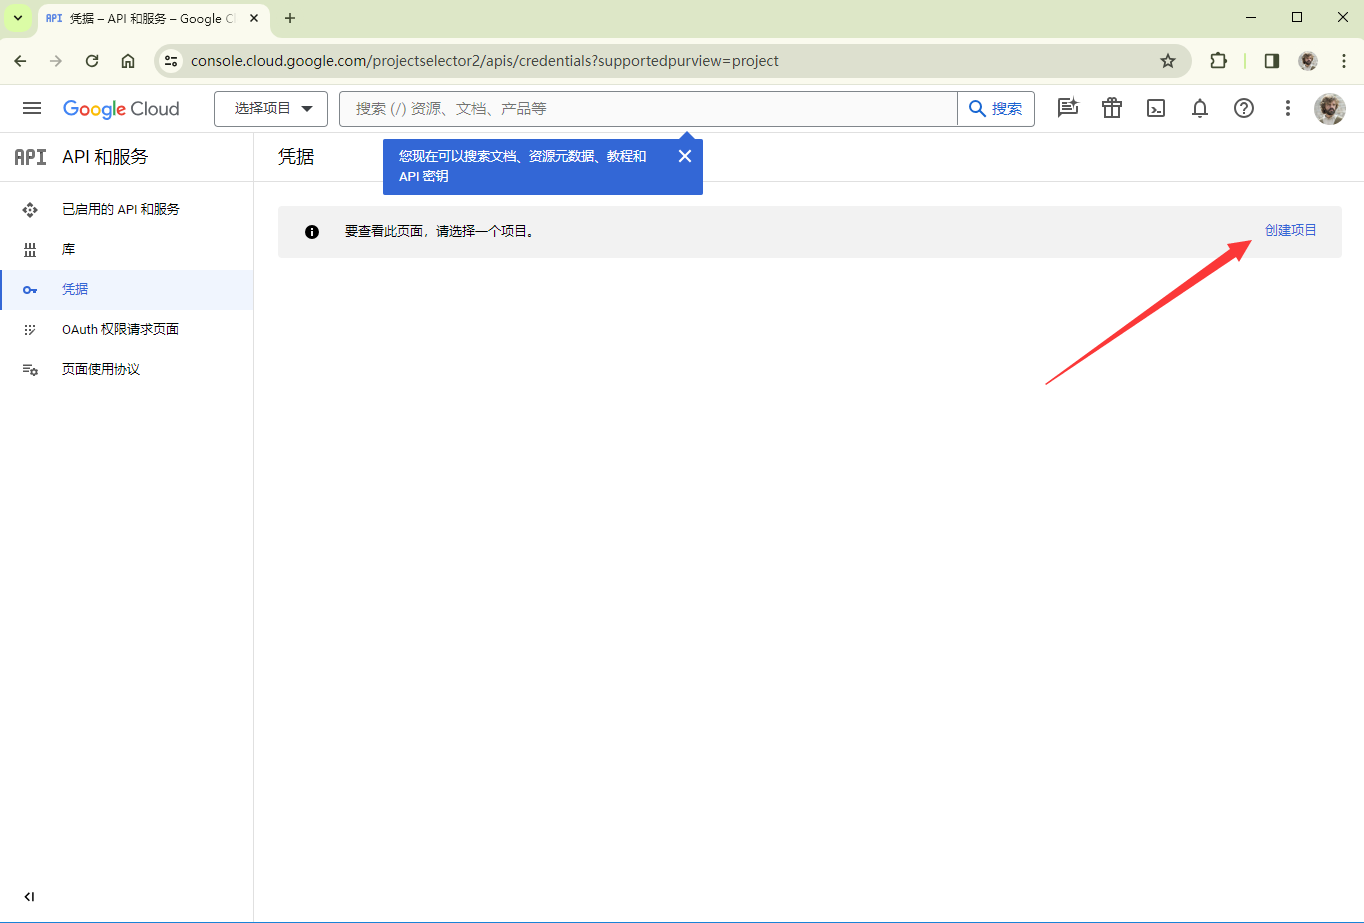 API 凭据 – API 和服务 – Google Cl
console.cloud.google.com/projectselector2/apis/credentials?supportedpurview=project
Google Cloud
选择项目
搜索 (/) 资源、文档、产品等
搜索
API API 和服务
凭据
您现在可以搜索文档、资源元数据、教程和
API 密钥
已启用的 API 和服务
要查看此页面，请选择一个项目。
创建项目
库
凭据
OAuth 权限请求页面
页面使用协议